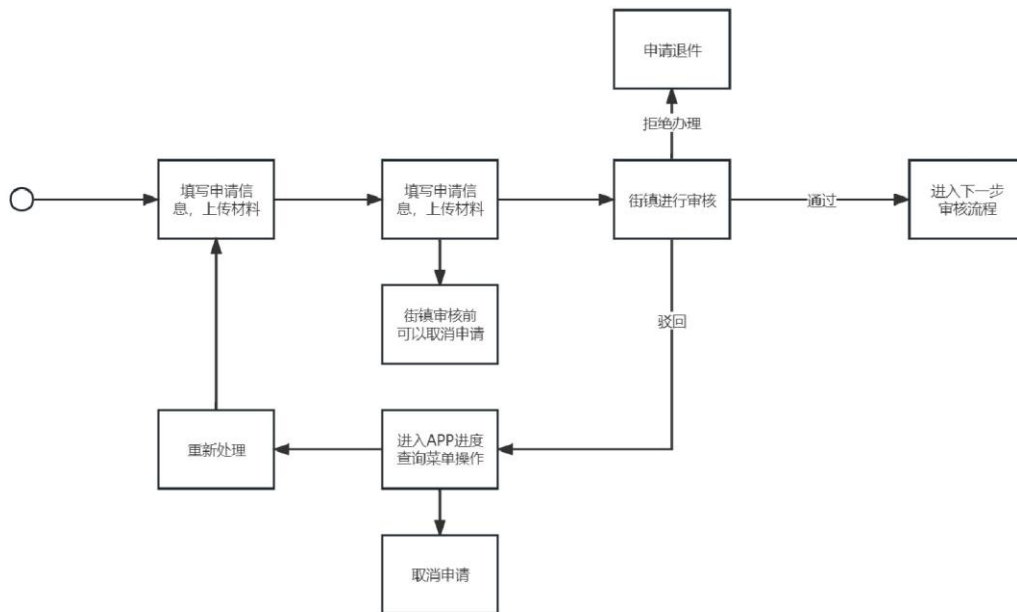 申请退件
拒绝办理
填写申请信
息，上传材料
填写申请信
息，上传材料
街镇进行审核
通过
进入下一步
审核流程
街镇审核前
可以取消申请
驳回
重新处理
进入APP进度
查询菜单操作
取消申请